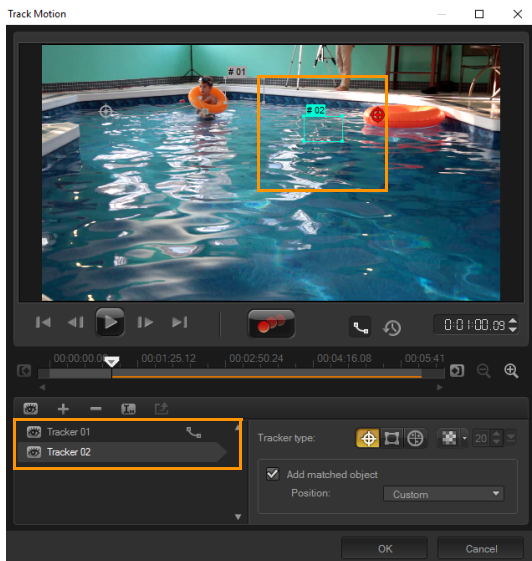 Track Motion
# 01
# 02
0:01:00.09
00:00:00.00 00:01:25.12 00:02:50.24 00:04:16.08 00:05:41
Tracker 01
Tracker 02
Tracker type:
20
Add matched object
Position: Custom
OK Cancel